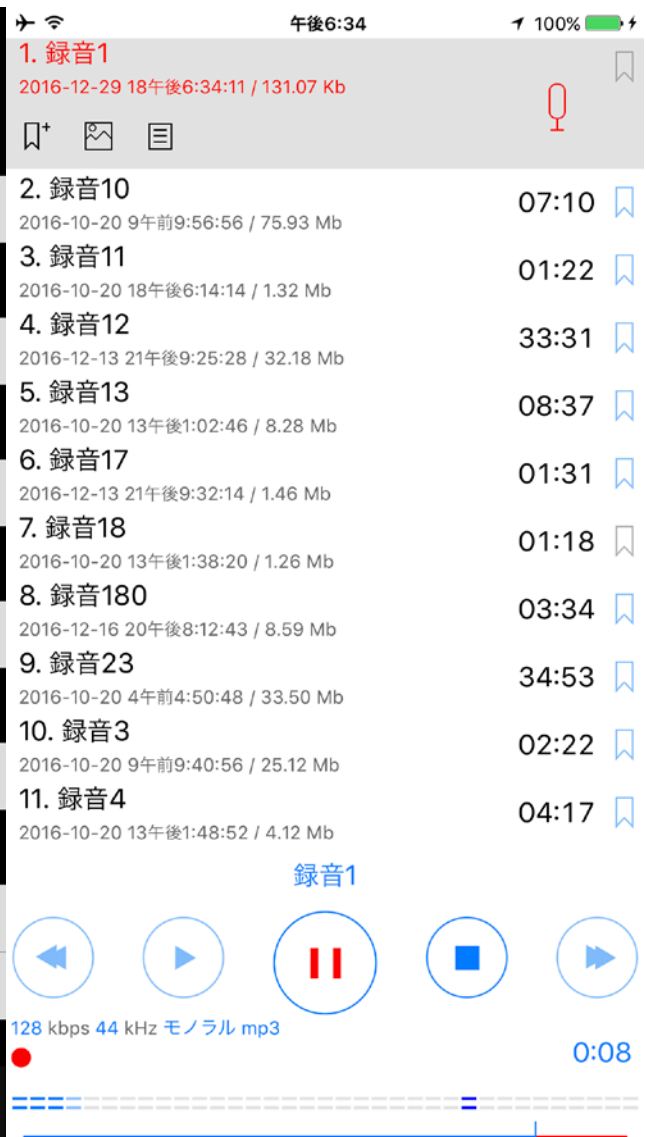 午後6:34
100%
1. 録音1
2016-12-29 18午後6:34:11 / 131.07 Kb
2. 録音10
07:10
2016-10-20 9午前9:56:56 / 75.93 Mb
3. 録音11
01:22
2016-10-20 18午後6:14:14 / 1.32 Mb
4. 録音12
33:31
2016-12-13 21午後9:25:28 / 32.18 Mb
5. 録音13
08:37
2016-10-20 13午後1:02:46 / 8.28 Mb
6. 録音17
01:31
2016-12-13 21午後9:32:14 / 1.46 Mb
7. 録音18
01:18
2016-10-20 13午後1:38:20 / 1.26 Mb
8. 録音180
03:34
2016-12-16 20午後8:12:43 / 8.59 Mb
9. 録音23
34:53
2016-10-20 4午前4:50:48 / 33.50 Mb
10. 録音3
02:22
2016-10-20 9午前9:40:56 / 25.12 Mb
11. 録音4
04:17
2016-10-20 13午後1:48:52 / 4.12 Mb
録音1
128 kbps 44 kHz モノラル mp3
0:08